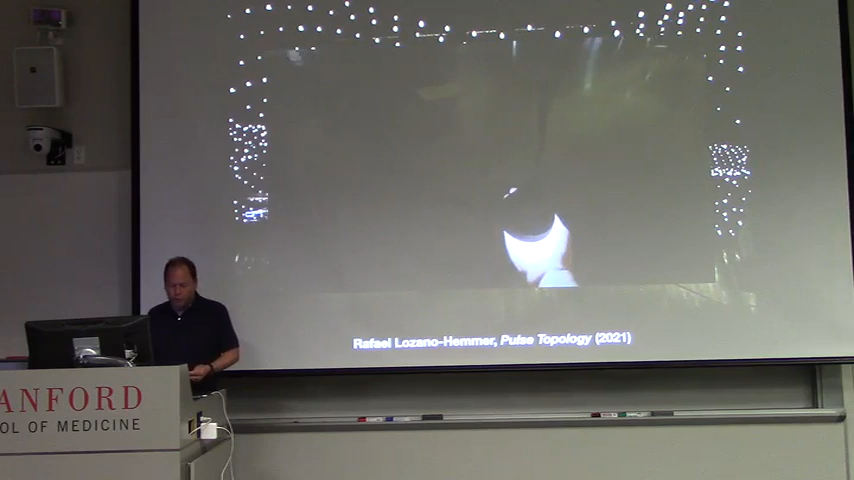 Rafael Lozano-Hemmer, Pulse Topology (2021)
ANFORD
OL OF MEDICINE